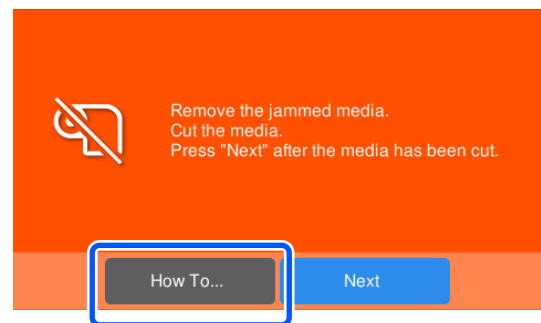 Remove the jammed media.
Cut the media.
Press "Next" after the media has been cut.
How To...
Next